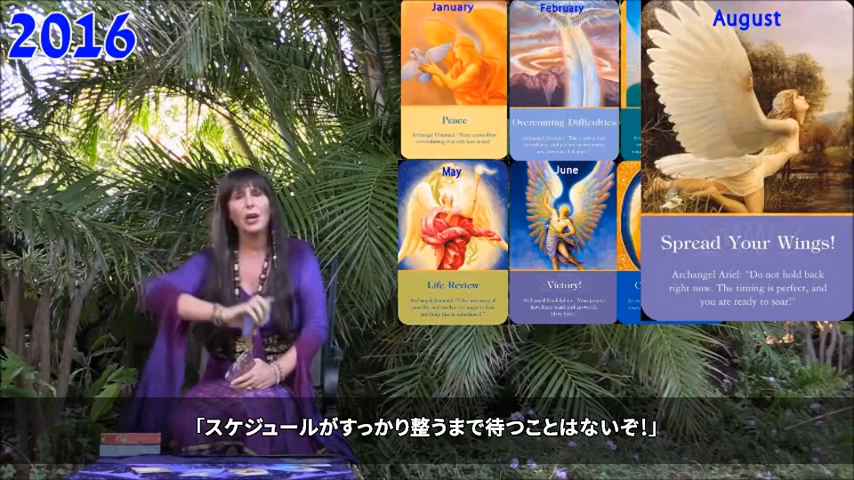 2016
January
Peace
February
Overcoming Difficulties
May
Life Review
June
Victory!
August
Spread Your Wings!
Archangel Ariel: "Do not hold back
right now. The timing is perfect, and
you are ready to soar!"
「スケジュールがすっかり整うまで待つことはないぞ!」